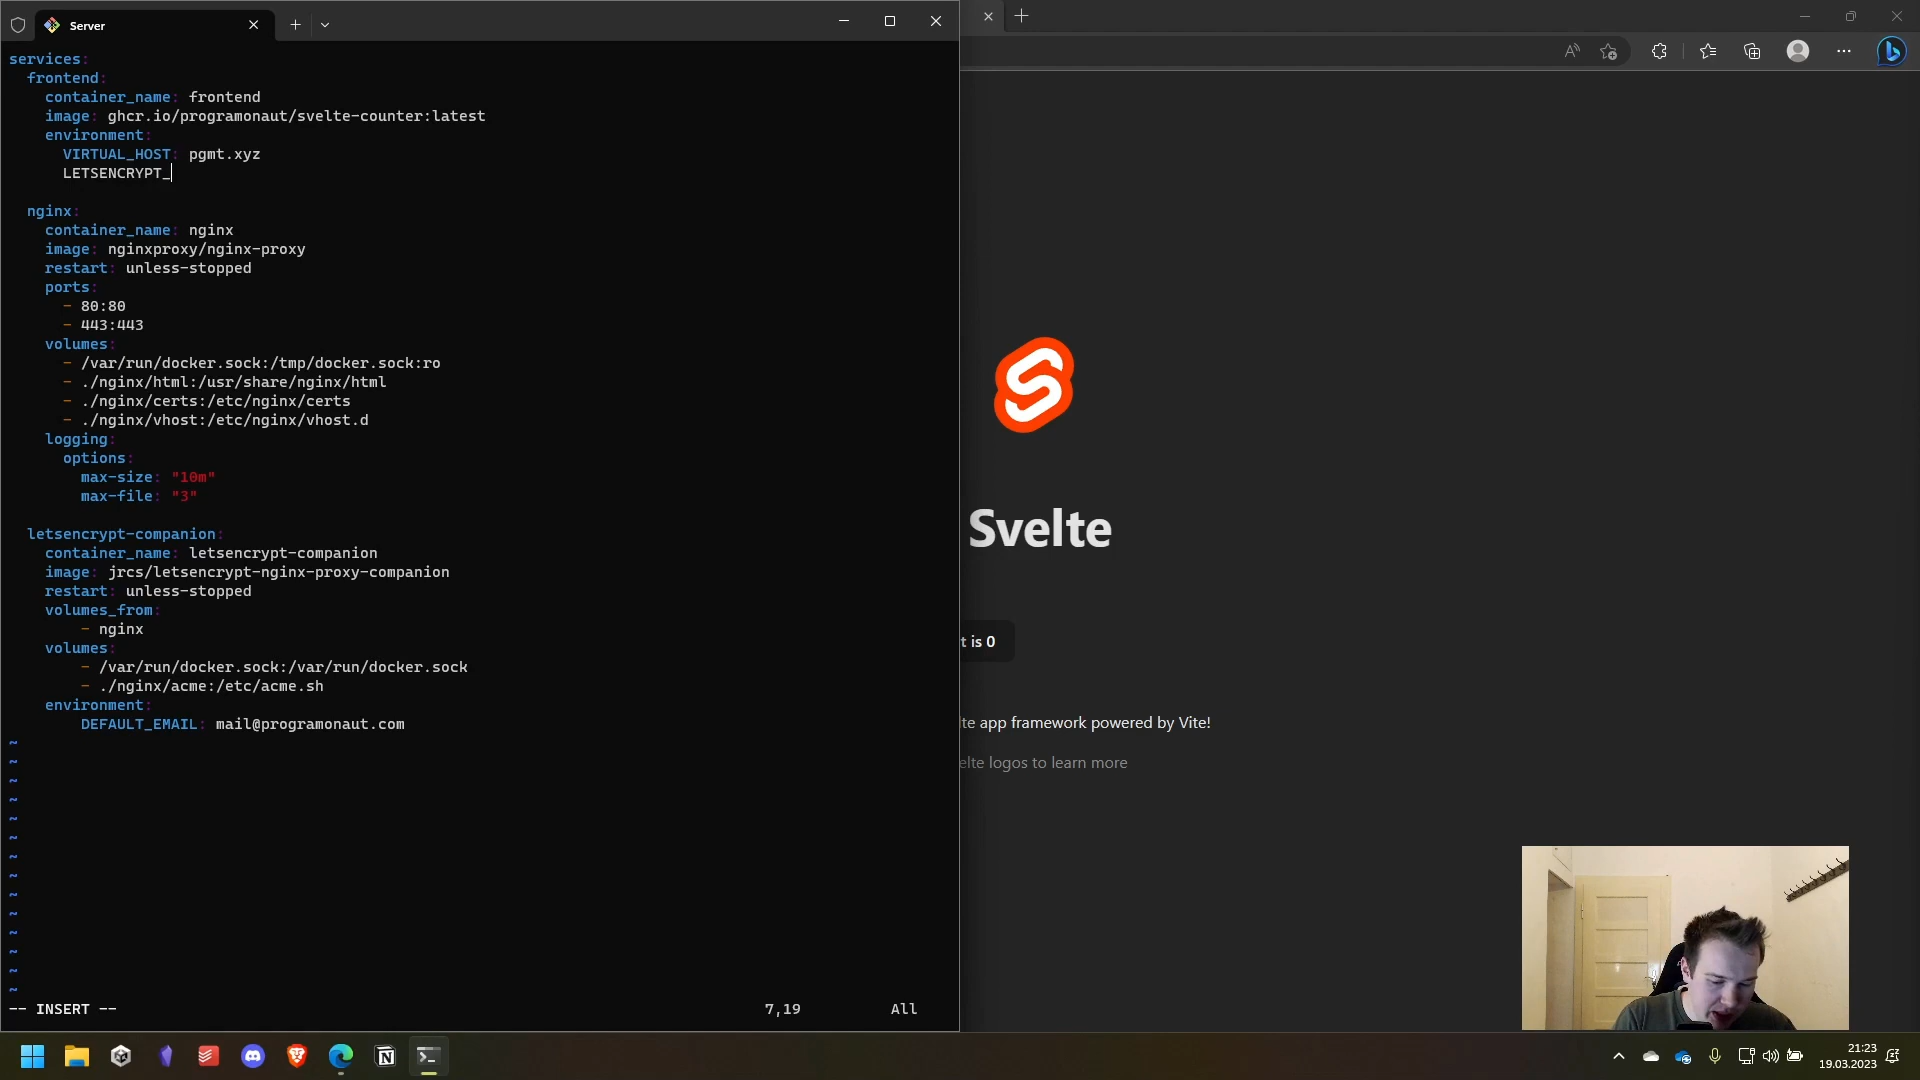 Server
services:
frontend:
container_name: frontend
image: ghcr.io/programonaut/svelte-counter:latest
environment:
VIRTUAL_HOST: pgmt.xyz
LETSENCRYPT_
nginx:
container_name: nginx
image: nginxproxy/nginx-proxy
restart: unless-stopped
ports:
- 80:80
- 443:443
volumes:
- /var/run/docker.sock:/tmp/docker.sock:ro
- ./nginx/html:/usr/share/nginx/html
- ./nginx/certs:/etc/nginx/certs
- ./nginx/vhost:/etc/nginx/vhost.d
logging:
options:
max-size: "10m"
max-file: "3"
letsencrypt-companion:
container_name: letsencrypt-companion
image: jrcs/letsencrypt-nginx-proxy-companion
restart: unless-stopped
volumes_from:
- nginx
volumes:
- /var/run/docker.sock:/var/run/docker.sock
- ./nginx/acme:/etc/acme.sh
environment:
DEFAULT_EMAIL: mail@programonaut.com
~
~
~
~
~
~
~
~
~
~
~
~
~
~
-- INSERT --
7,19
All
Svelte
t is 0
lte app framework powered by Vite!
elte logos to learn more
21:23
19.03.2023